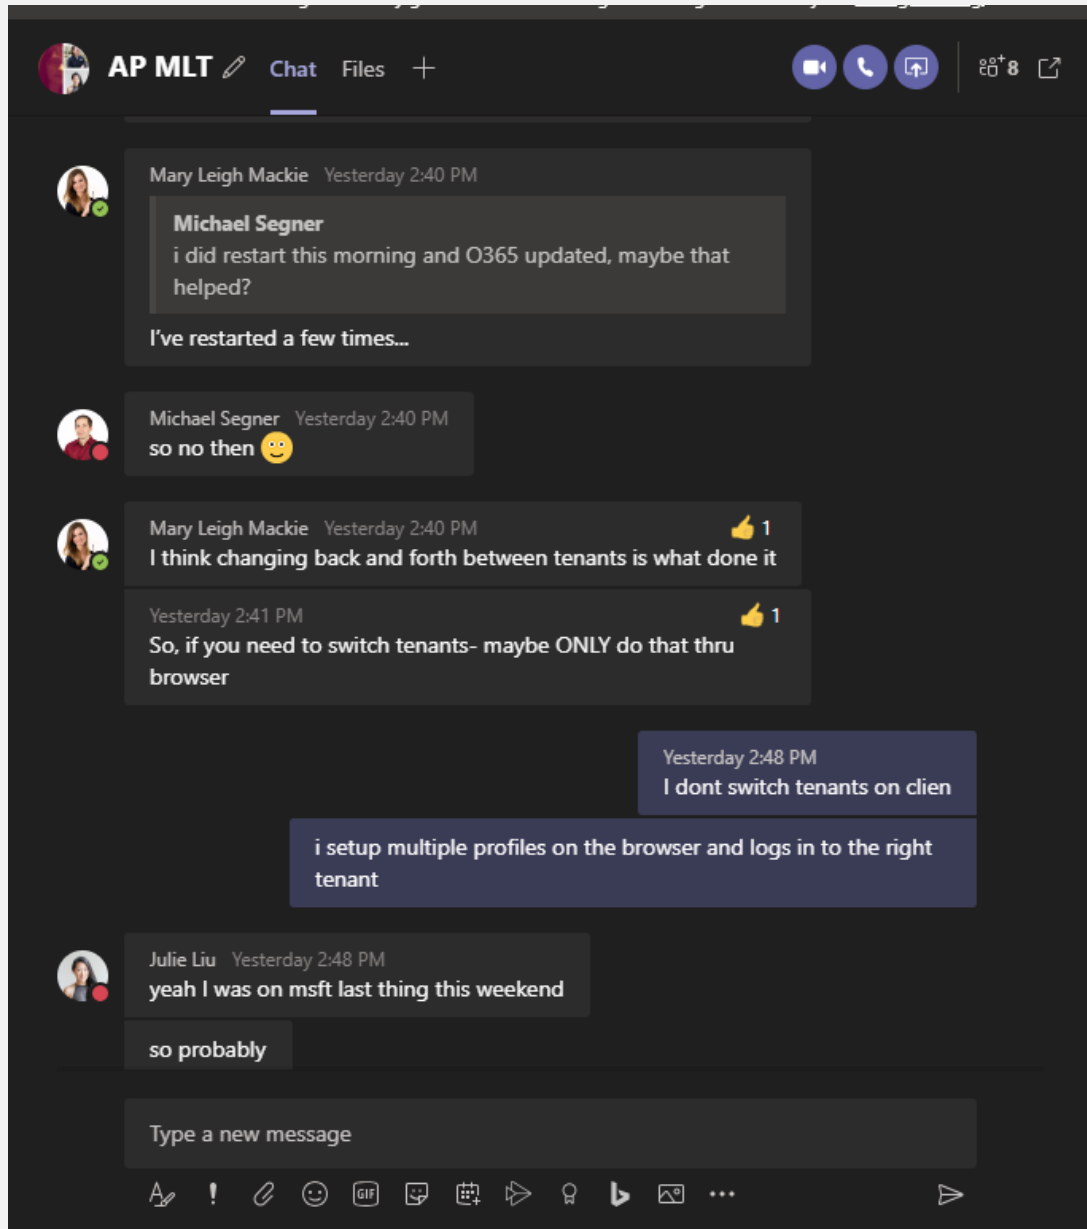 AP MLT Chat Files 8
Mary Leigh Mackie Yesterday 2:40 PM
Michael Segner
i did restart this morning and O365 updated, maybe that
helped?
I've restarted a few times...
Michael Segner Yesterday 2:40 PM
so no then
Mary Leigh Mackie Yesterday 2:40 PM 1
I think changing back and forth between tenants is what done it
Yesterday 2:41 PM 1
So, if you need to switch tenants- maybe ONLY do that thru
browser
Yesterday 2:48 PM
I dont switch tenants on clien
i setup multiple profiles on the browser and logs in to the right
tenant
Julie Liu Yesterday 2:48 PM
yeah I was on msft last thing this weekend
so probably
Type a new message
GIF